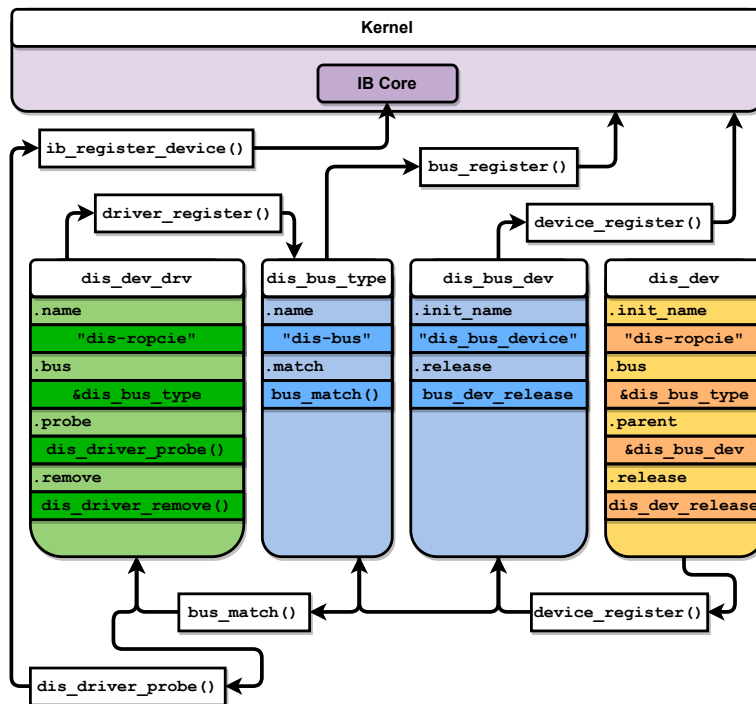 Kernel
IB Core
ib_register_device()
bus_register()
driver_register()
device_register()
dis_dev_drv
.name
"dis-ropcie"
.bus
&dis_bus_type
.probe
dis_driver_probe()
.remove
dis_driver_remove()
dis_bus_type
.name
"dis-bus"
.match
bus_match()
dis_bus_dev
.init_name
"dis_bus_device"
.release
bus_dev_release
dis_dev
.init_name
"dis-ropcie"
.bus
&dis_bus_type
.parent
&dis_bus_dev
.release
dis_dev_release
bus_match()
device_register()
dis_driver_probe()